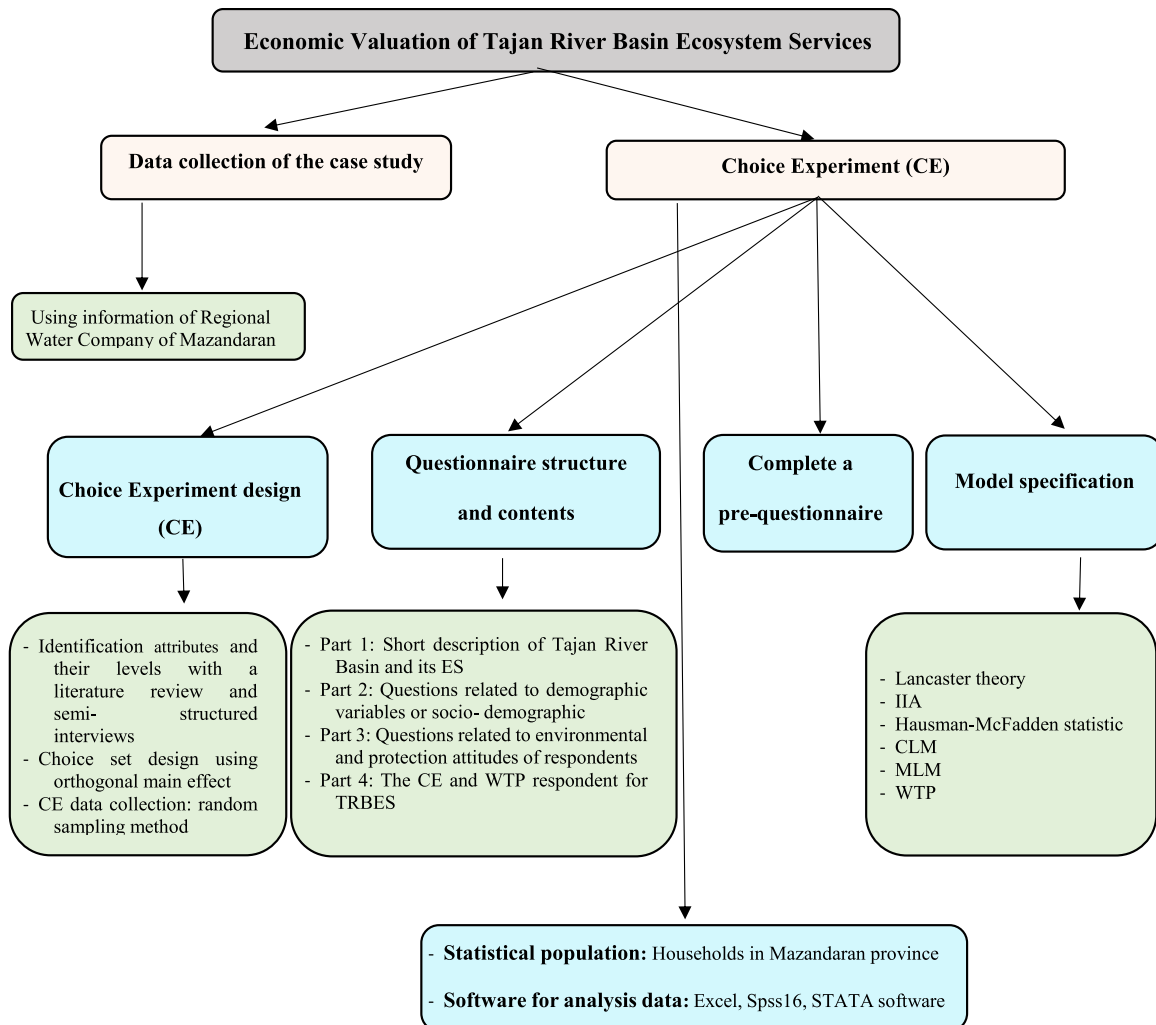 Economic Valuation of Tajan River Basin Ecosystem Services
Data collection of the case study
Choice Experiment (CE)
Using information of Regional
Water Company of Mazandaran
Choice Experiment design
(CE)
Questionnaire structure
and contents
Complete a
pre-questionnaire
Model specification
- Identification attributes and
their levels with a
literature review and
semi- structured
interviews
- Choice set design using
orthogonal main effect
- CE data collection: random
sampling method
- Part 1: Short description of Tajan River
Basin and its ES
- Part 2: Questions related to demographic
variables or socio- demographic
- Part 3: Questions related to environmental
and protection attitudes of respondents
- Part 4: The CE and WTP respondent for
TRBES
- Lancaster theory
- IIA
- Hausman-McFadden statistic
- CLM
- MLM
- WTP
- Statistical population: Households in Mazandaran province
- Software for analysis data: Excel, Spss16, STATA software